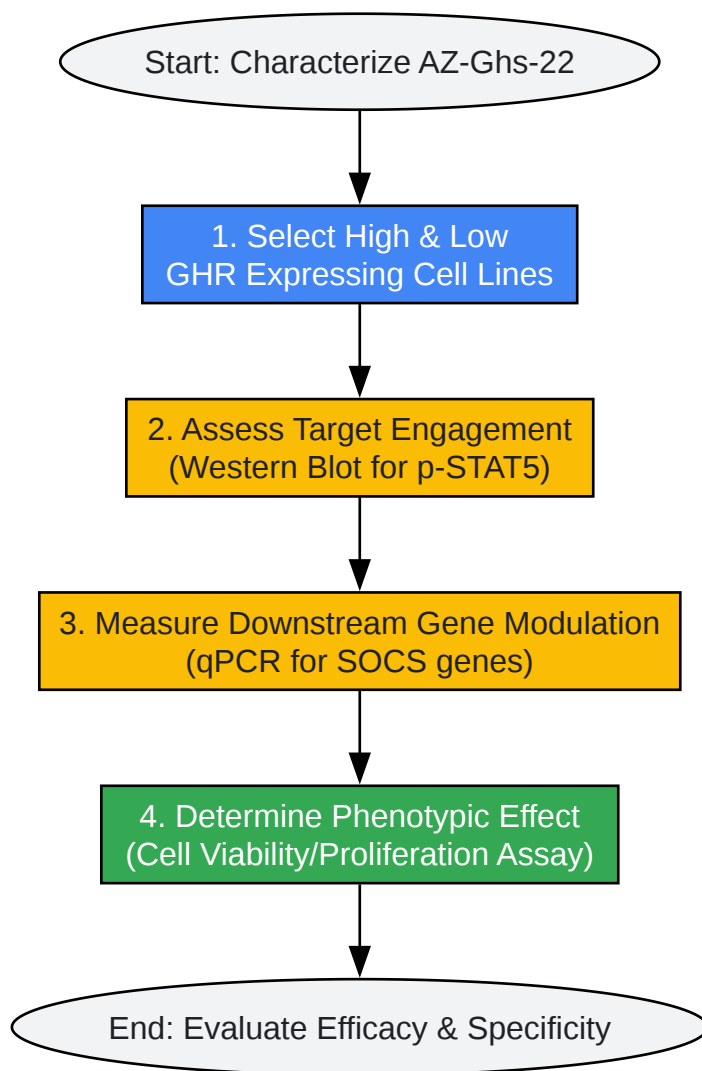 Start: Characterize AZ-Ghs-22
1. Select High & Low
GHR Expressing Cell Lines
2. Assess Target Engagement
(Western Blot for p-STAT5)
3. Measure Downstream Gene Modulation
(qPCR for SOCS genes)
4. Determine Phenotypic Effect
(Cell Viability/Proliferation Assay)
End: Evaluate Efficacy & Specificity